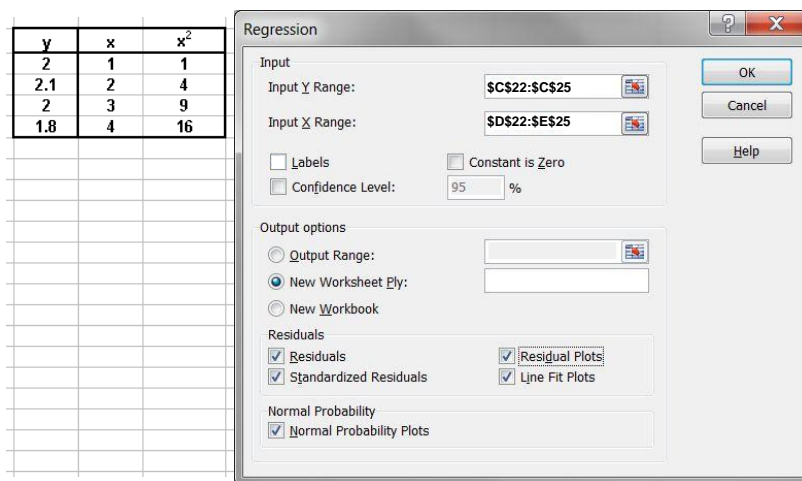 y x x²
2 1 1
2.1 2 4
2 3 9
1.8 4 16
Regression
Input
Input Y Range: $C$22:$C$25
Input X Range: $D$22:$E$25
Labels Constant is Zero
Confidence Level: 95 %
OK
Cancel
Help
Output options
Output Range:
New Worksheet Ply:
New Workbook
Residuals
Residuals Residual Plots
Standardized Residuals Line Fit Plots
Normal Probability
Normal Probability Plots